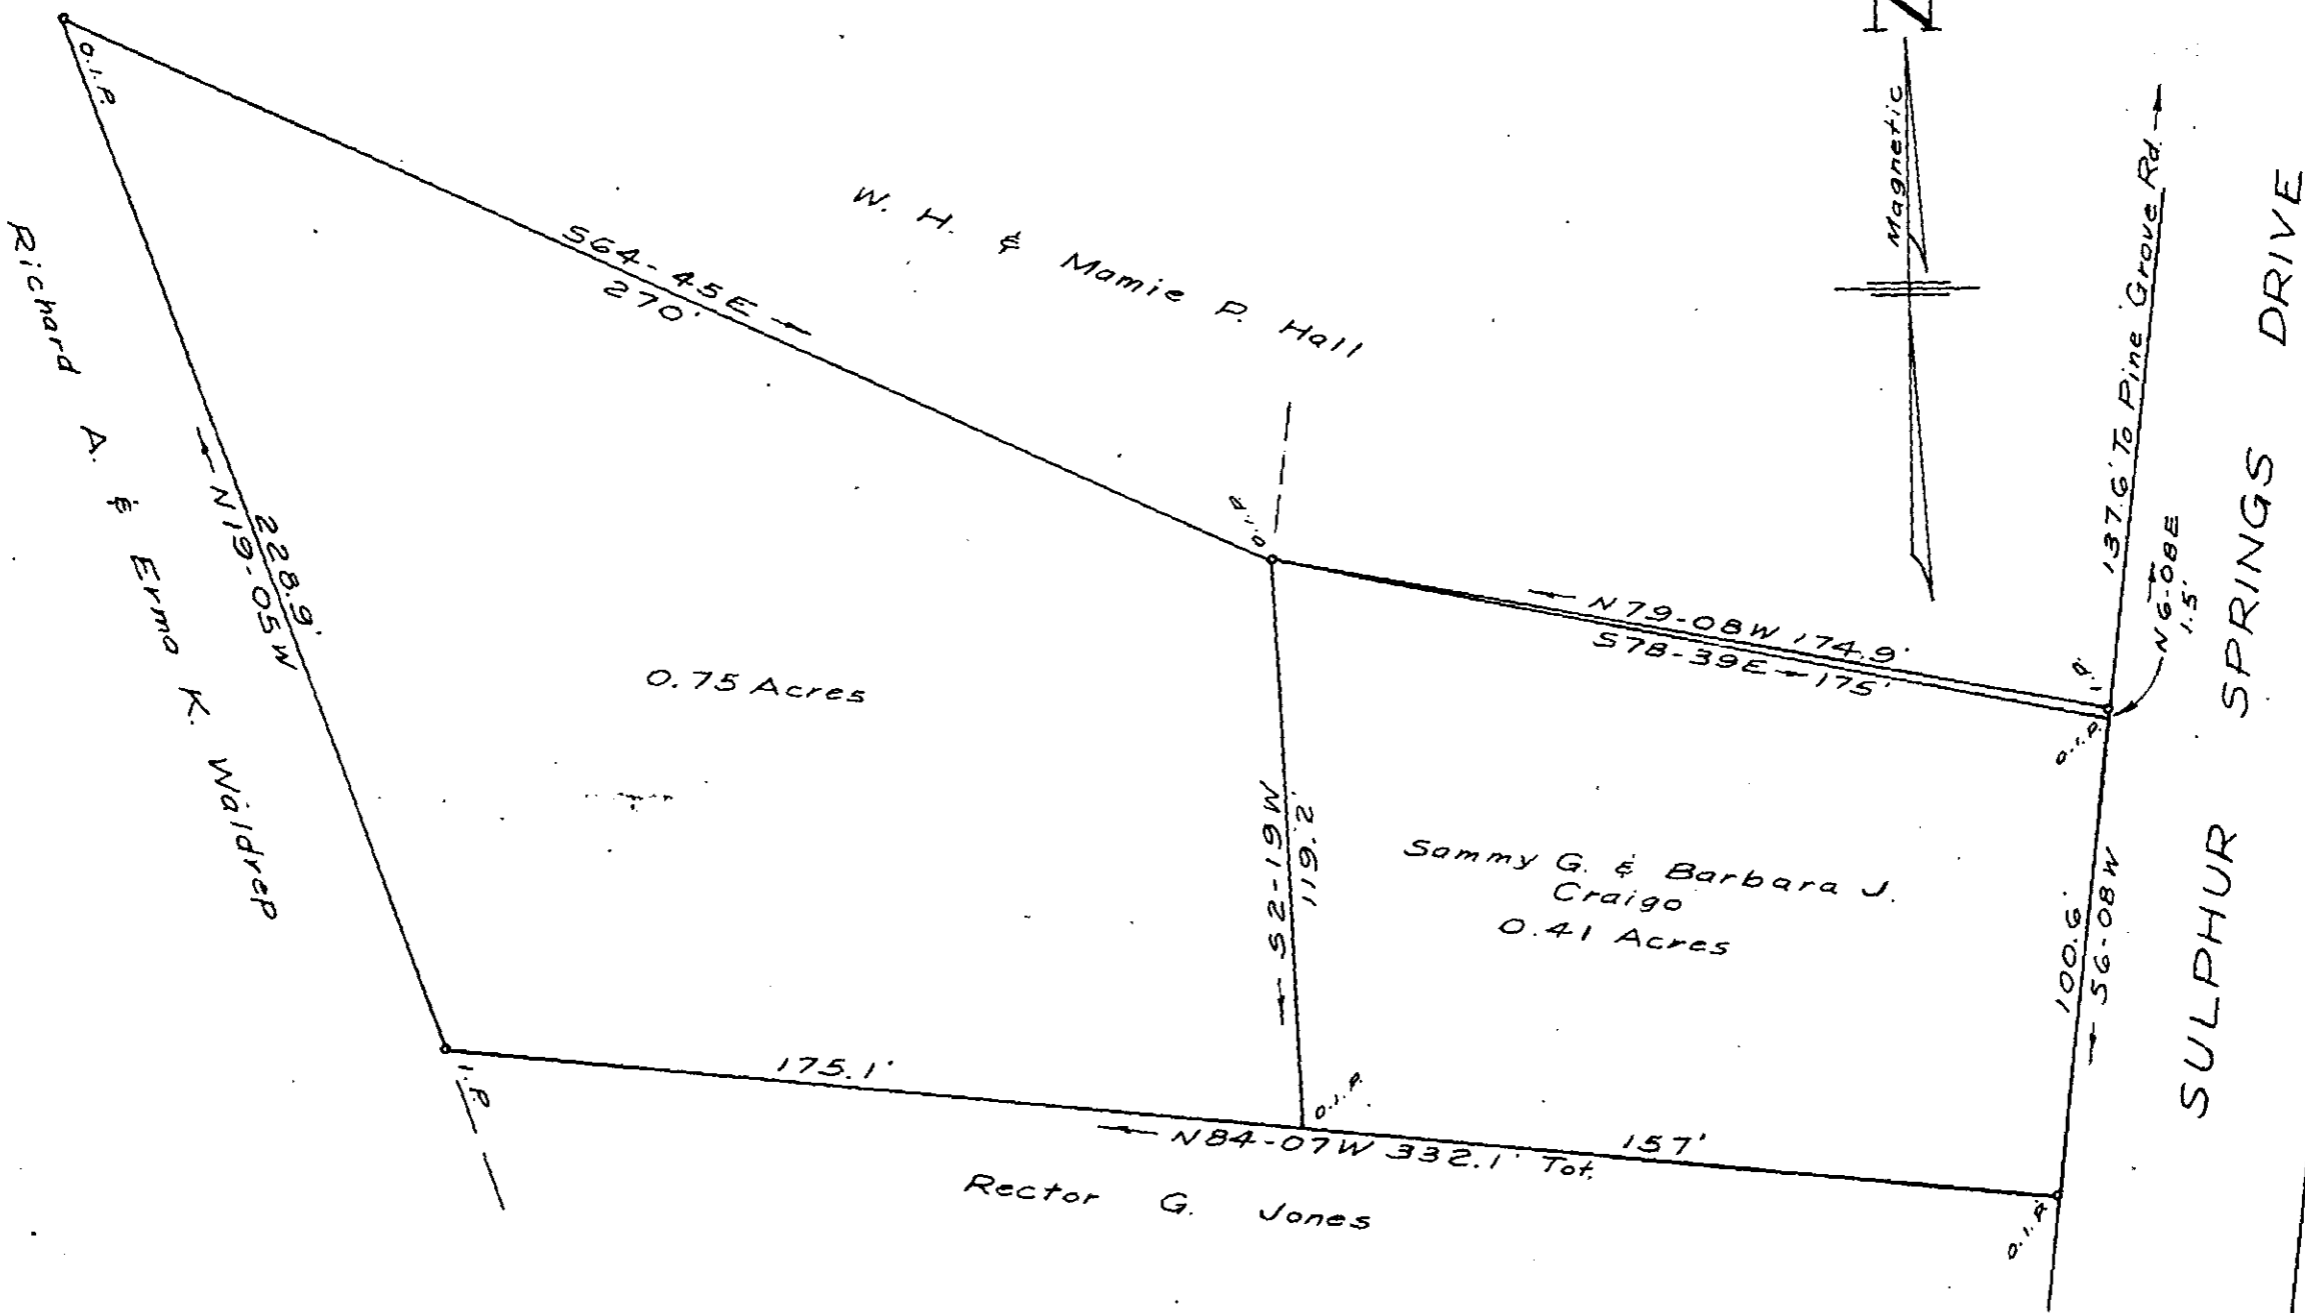 N
Magnetic
O.I.P.
W. H. & Mamie P. Hall
S64-45E
270'
Richard A. & Erma K. Waldrep
228.9'
N19-05W
O.I.P.
137.6' To Pine Grove Rd.
N79-08W 174.9'
S78-39E 175'
I.P.
O.I.P.
N6-08E
1.5'
SULPHUR SPRINGS DRIVE
0.75 Acres
S2-19W
119.2'
Sammy G. & Barbara J.
Craigo
0.41 Acres
100.6'
S6-08W
I.P.
175.1'
O.I.P.
N84-07W 332.1' Tot.
157'
O.I.P.
Rector G. Jones